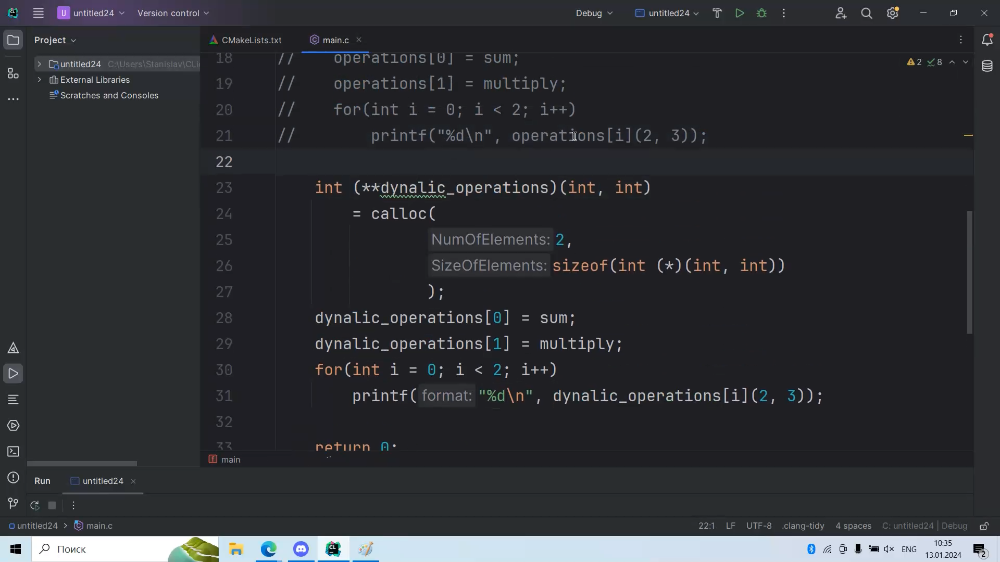 U untitled24 Version control Debug untitled24
Project
CMakeLists.txt main.c
untitled24 C:\Users\Stanislav\CLi
External Libraries
Scratches and Consoles
2 8
18 // operations[0] = sum;
19 // operations[1] = multiply;
20 // for(int i = 0; i < 2; i++)
21 // printf("%d\n", operations[i](2, 3));
22
23 int (**dynalic_operations)(int, int)
24 = calloc(
25 NumOfElements: 2,
26 SizeOfElements: sizeof(int (*)(int, int))
27 );
28 dynalic_operations[0] = sum;
29 dynalic_operations[1] = multiply;
30 for(int i = 0; i < 2; i++)
31 printf( format: "%d\n", dynalic_operations[i](2, 3));
32
33 return 0;
f main
Run untitled24
untitled24 > main.c 22:1 LF UTF-8 .clang-tidy 4 spaces C: untitled24 | Debug
Поиск ENG 10:35
13.01.2024 2